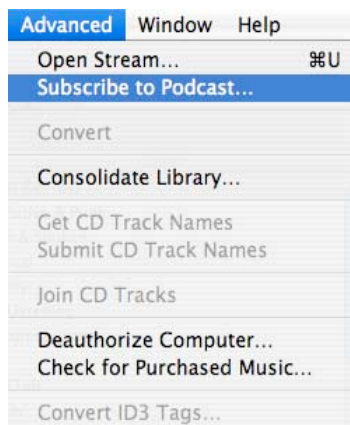 Advanced Window Help
Open Stream... ⌘U
Subscribe to Podcast...
Convert
Consolidate Library...
Get CD Track Names
Submit CD Track Names
Join CD Tracks
Deauthorize Computer...
Check for Purchased Music...
Convert ID3 Tags...